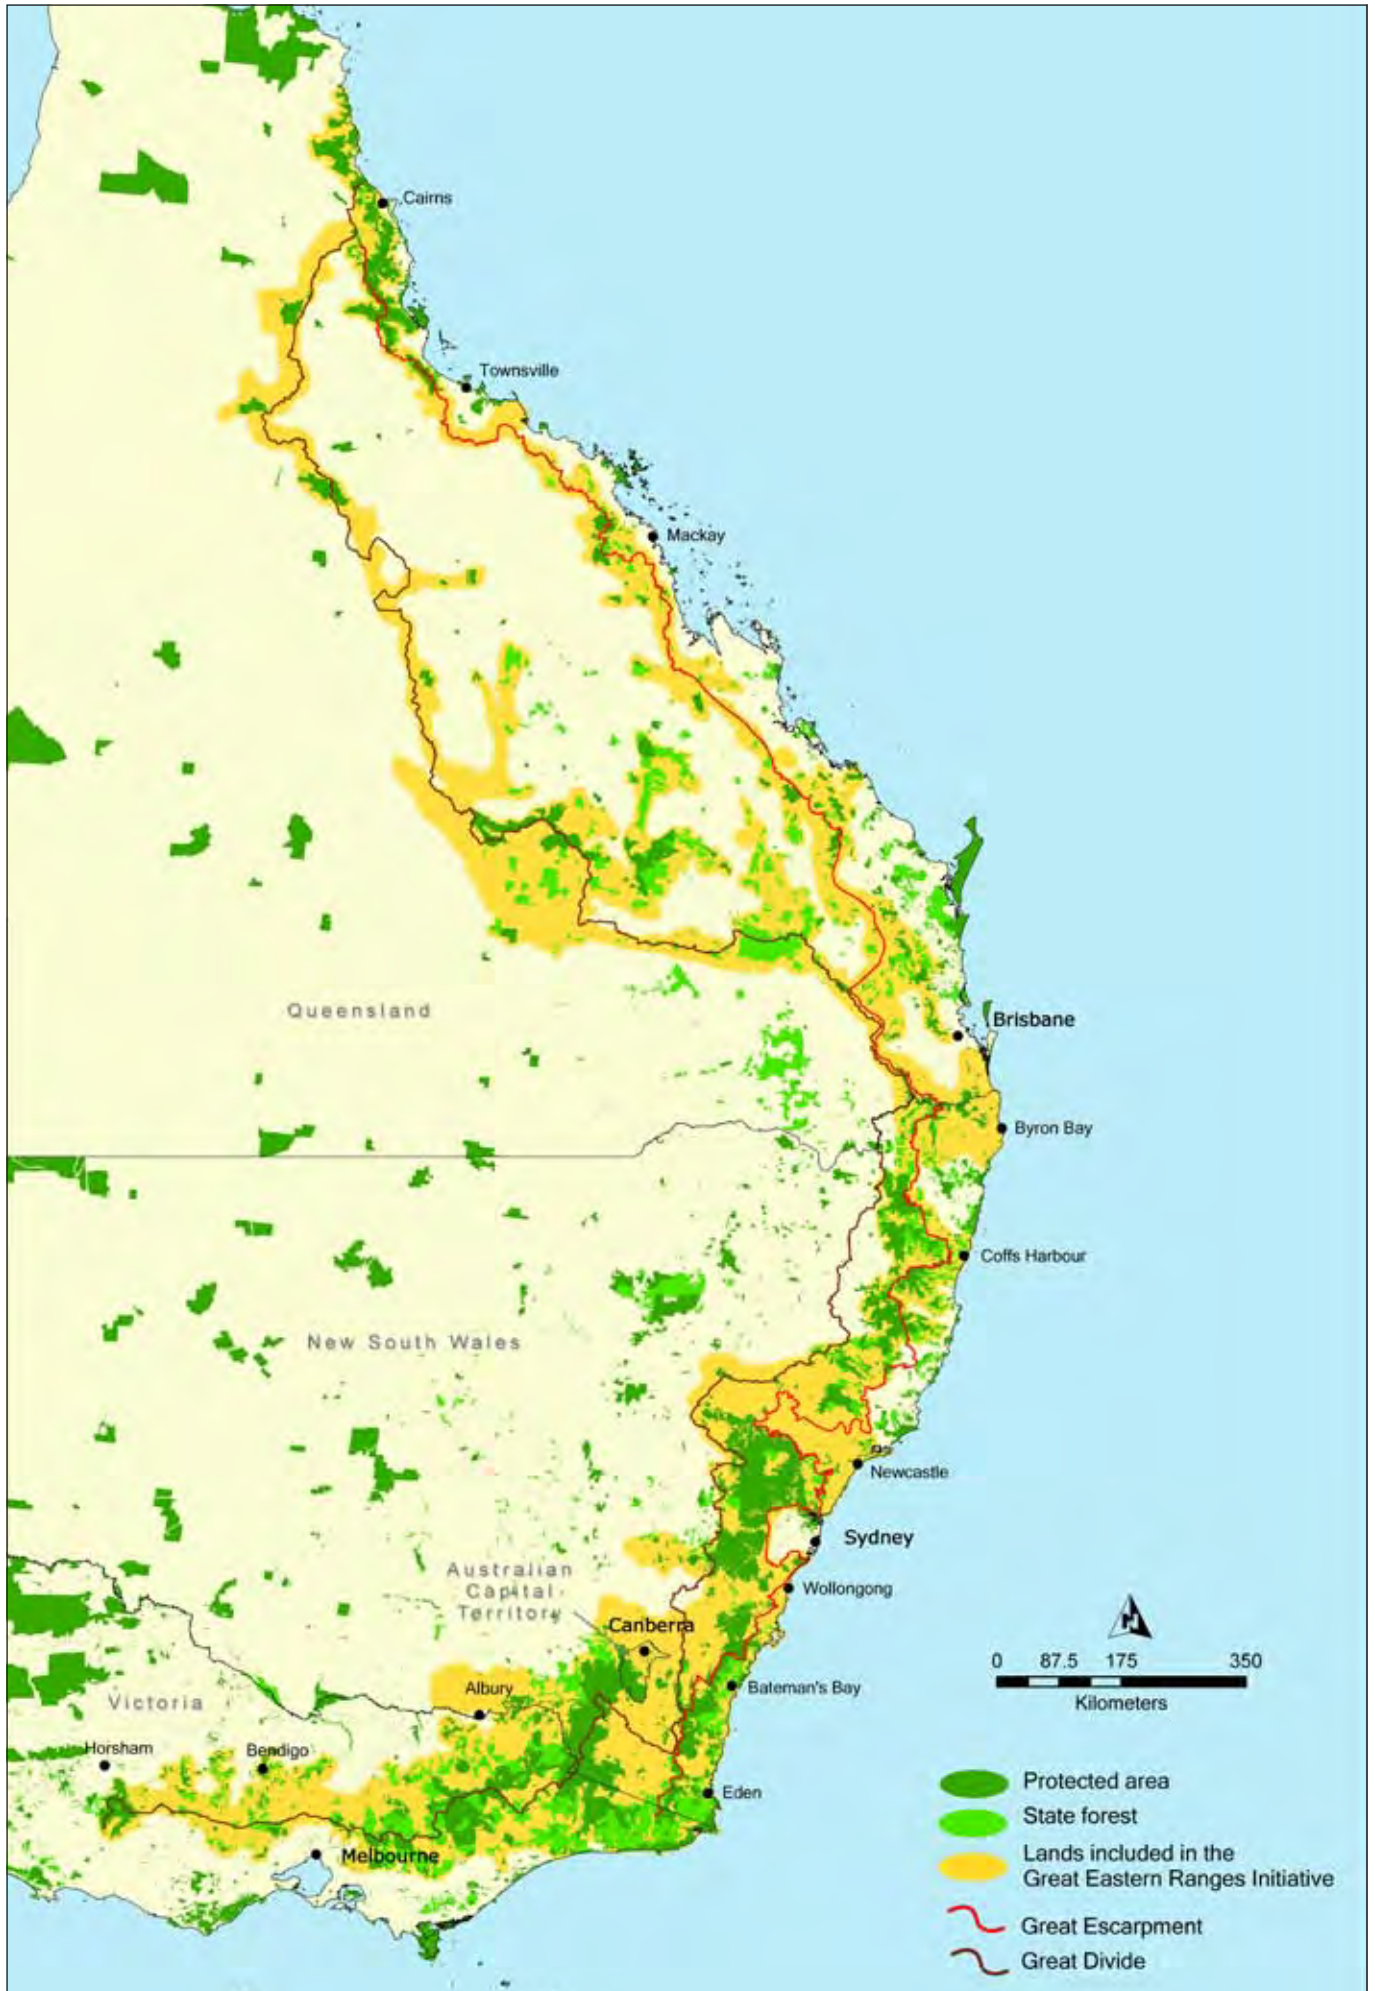 Cairns
Townsville
Mackay
Queensland
Brisbane
Byron Bay
Coffs Harbour
New South Wales
Newcastle
Sydney
Australian
Capital
Territory
Wollongong
Canberra
Albury
Bateman's Bay
Victoria
Horsham
Bendigo
Eden
Melbourne
N
0 87.5 175 350
Kilometers
Protected area
State forest
Lands included in the
Great Eastern Ranges Initiative
Great Escarpment
Great Divide